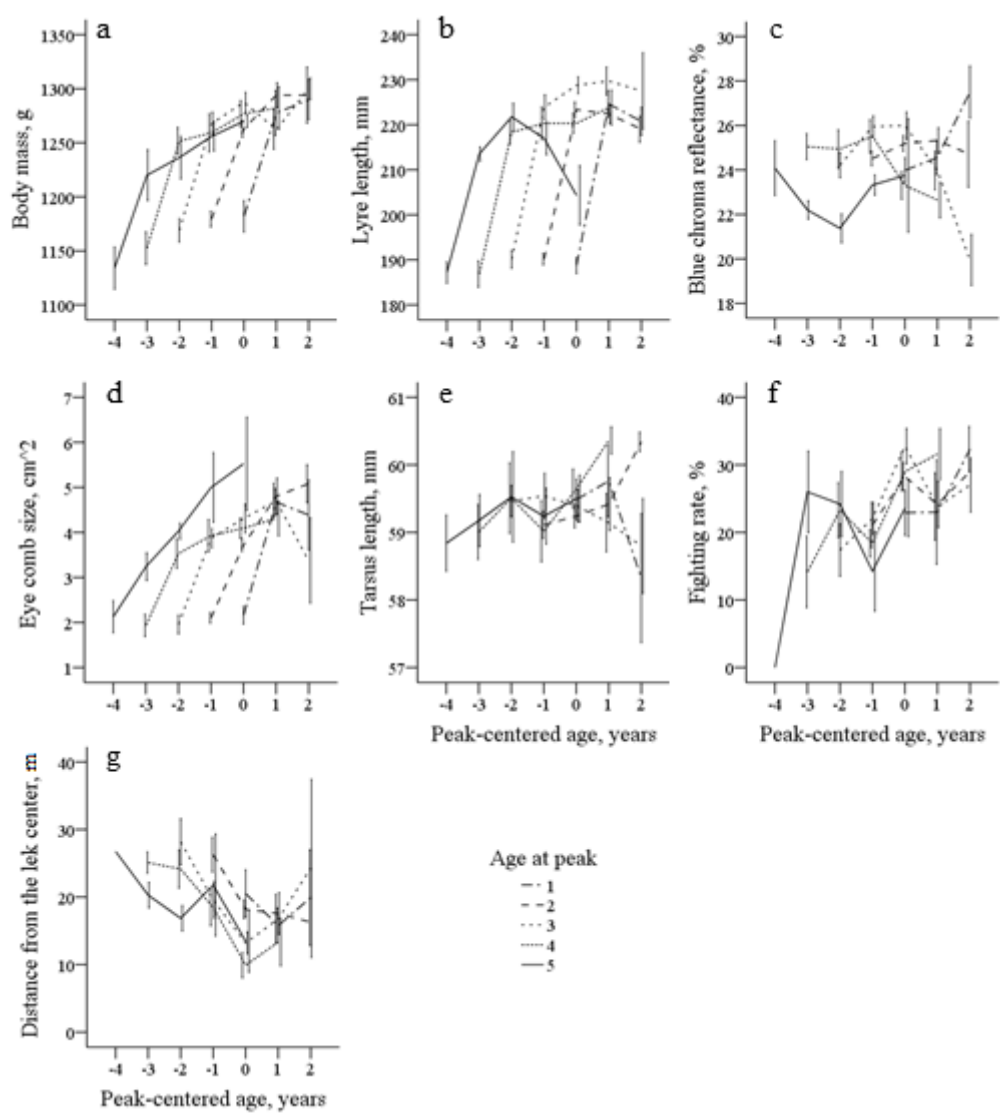 a
Body mass, g
1350
1300
1250
1200
1150
1100
-4 -3 -2 -1 0 1 2
b
Lyre length, mm
240
230
220
210
200
190
180
-4 -3 -2 -1 0 1 2
c
Blue chroma reflectance, %
30
28
26
24
22
20
18
-4 -3 -2 -1 0 1 2
d
Eye comb size, cm^2
7
6
5
4
3
2
1
-4 -3 -2 -1 0 1 2
e
Tarsus length, mm
61
60
59
58
57
-4 -3 -2 -1 0 1 2
Peak-centered age, years
f
Fighting rate, %
40
30
20
10
0
-4 -3 -2 -1 0 1 2
Peak-centered age, years
g
Distance from the lek center, m
40
30
20
10
0
-4 -3 -2 -1 0 1 2
Peak-centered age, years
Age at peak
1
2
3
4
5